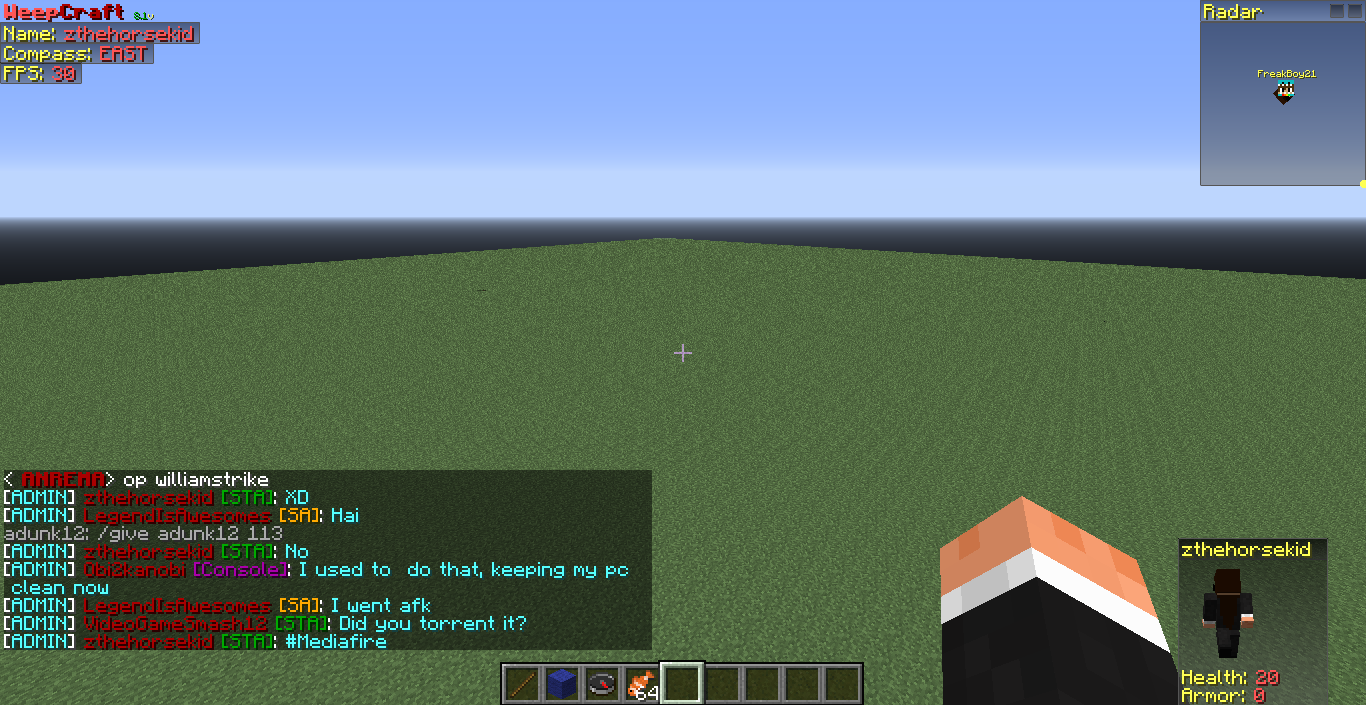 WeepCraft 8.1v
Name: zthehorsekid
Compass: EAST
FPS: 30
Radar
FreakBoy21
< ANREMA> op williamstrike
[ADMIN] zthehorsekid [STA]: XD
[ADMIN] LegendIsAwesomes [SA]: Hai
adunk12: /give adunk12 113
[ADMIN] zthehorsekid [STA]: No
[ADMIN] Obi2kanobi [Console]: I used to  do that, keeping my pc
clean now
[ADMIN] LegendIsAwesomes [SA]: I went afk
[ADMIN] VideoGameSmash12 [STA]: Did you torrent it?
[ADMIN] zthehorsekid [STA]: #Mediafire
64
zthehorsekid
Health: 20
Armor: 0